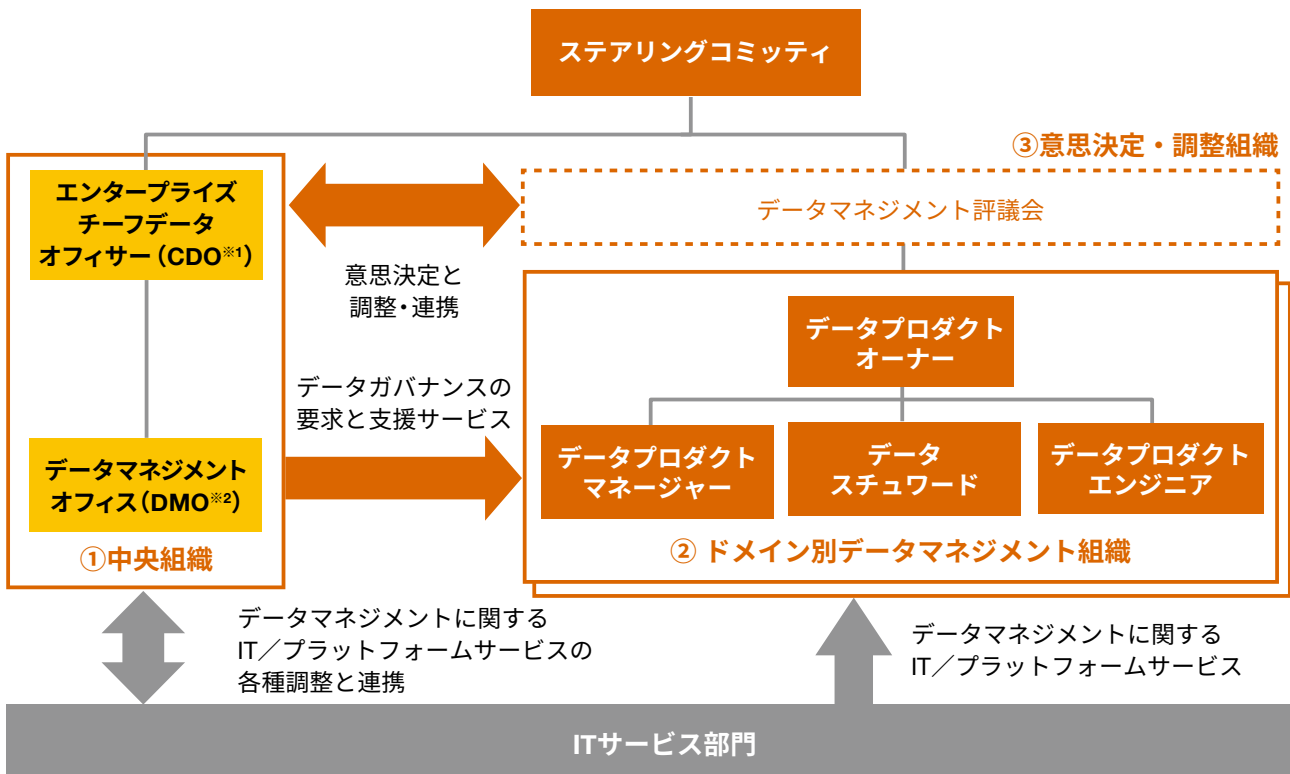 ステアリングコミッティ
③意思決定・調整組織
エンタープライズ
チーフデータ
オフィサー（CDO※1）
データマネジメント評議会
意思決定と
調整・連携
データプロダクト
オーナー
データガバナンスの
要求と支援サービス
データマネジメント
オフィス（DMO※2）
データプロダクト
マネージャー
データ
スチュワード
データプロダクト
エンジニア
①中央組織
② ドメイン別データマネジメント組織
データマネジメントに関する
IT／プラットフォームサービスの
各種調整と連携
データマネジメントに関する
IT／プラットフォームサービス
ITサービス部門